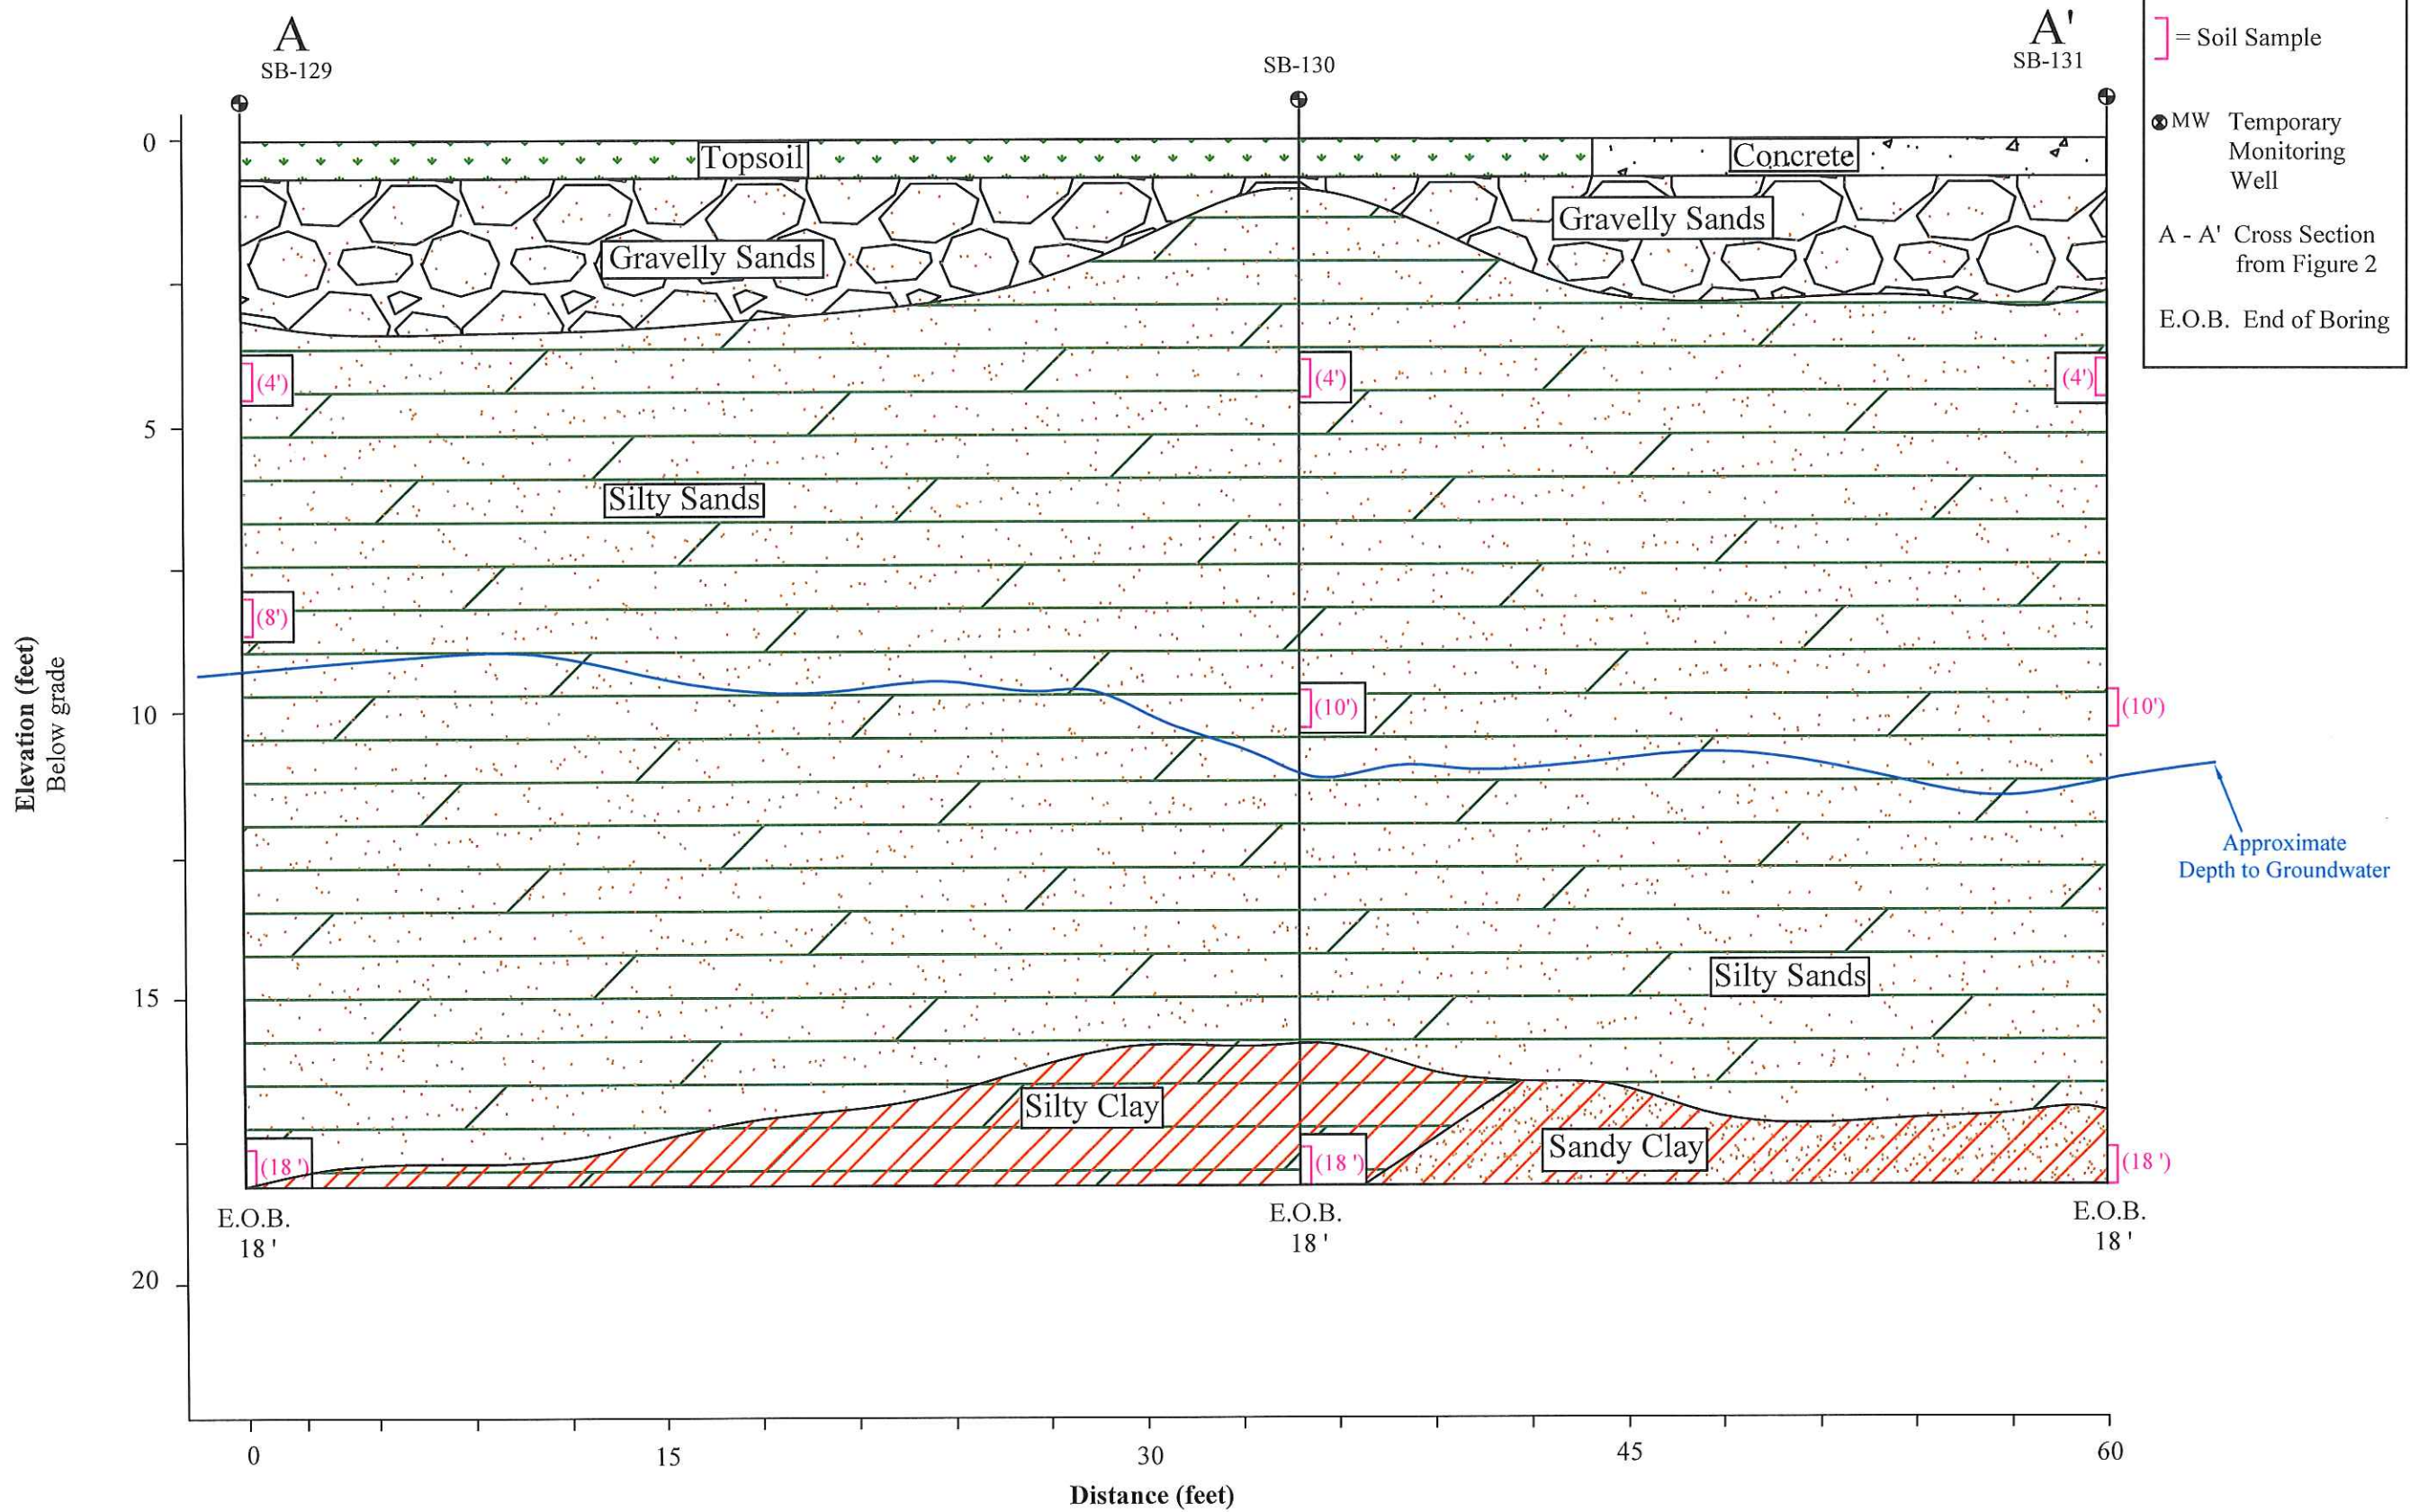 A
SB-129
SB-130
A'
SB-131
= Soil Sample
MW Temporary
Monitoring
Well
A - A' Cross Section
from Figure 2
E.O.B. End of Boring
0
Topsoil
Concrete
Gravelly Sands
Gravelly Sands
(4')
(4')
(4')
5
Silty Sands
(8')
Elevation (feet)
Below grade
10
(10')
(10')
Approximate
Depth to Groundwater
Silty Sands
15
Silty Clay
Sandy Clay
(18 ')
(18 ')
(18 ')
E.O.B.
18 '
E.O.B.
18 '
E.O.B.
18 '
20
0
15
30
45
60
Distance (feet)